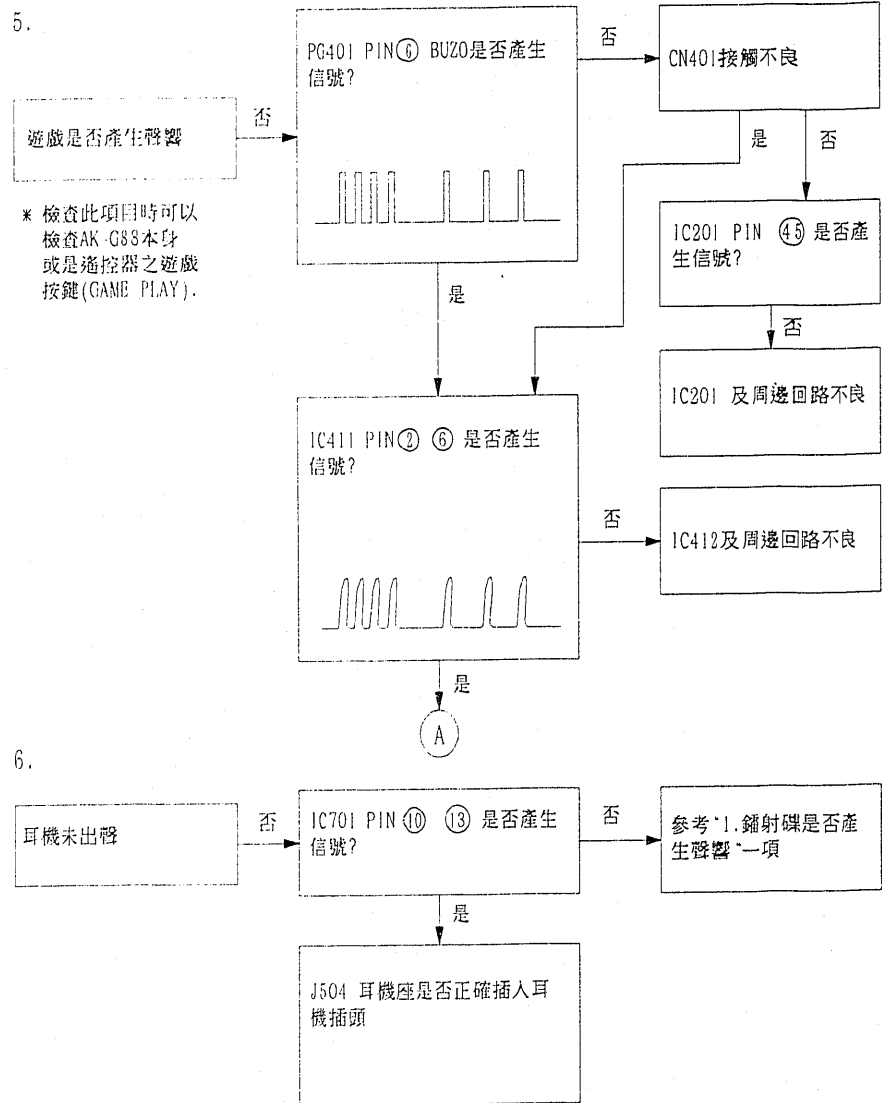 5.
PG401 PIN⑥ BUZO是否產生
信號?
否
CN401接觸不良
遊戲是否產生聲響
否
* 檢查此項目時可以
檢查AK-G88本身
或是遙控器之遊戲
按鍵(GAME PLAY).
是
否
IC201 PIN ㊺ 是否產
生信號?
是
否
IC201 及周邊回路不良
IC411 PIN② ⑥ 是否產生
信號?
否
IC412及周邊回路不良
是
A
6.
耳機未出聲
否
IC701 PIN ⑩ ⑬ 是否產生
信號?
否
參考"1.鐳射碟是否產
生聲響"一項
是
J504 耳機座是否正確插入耳
機插頭